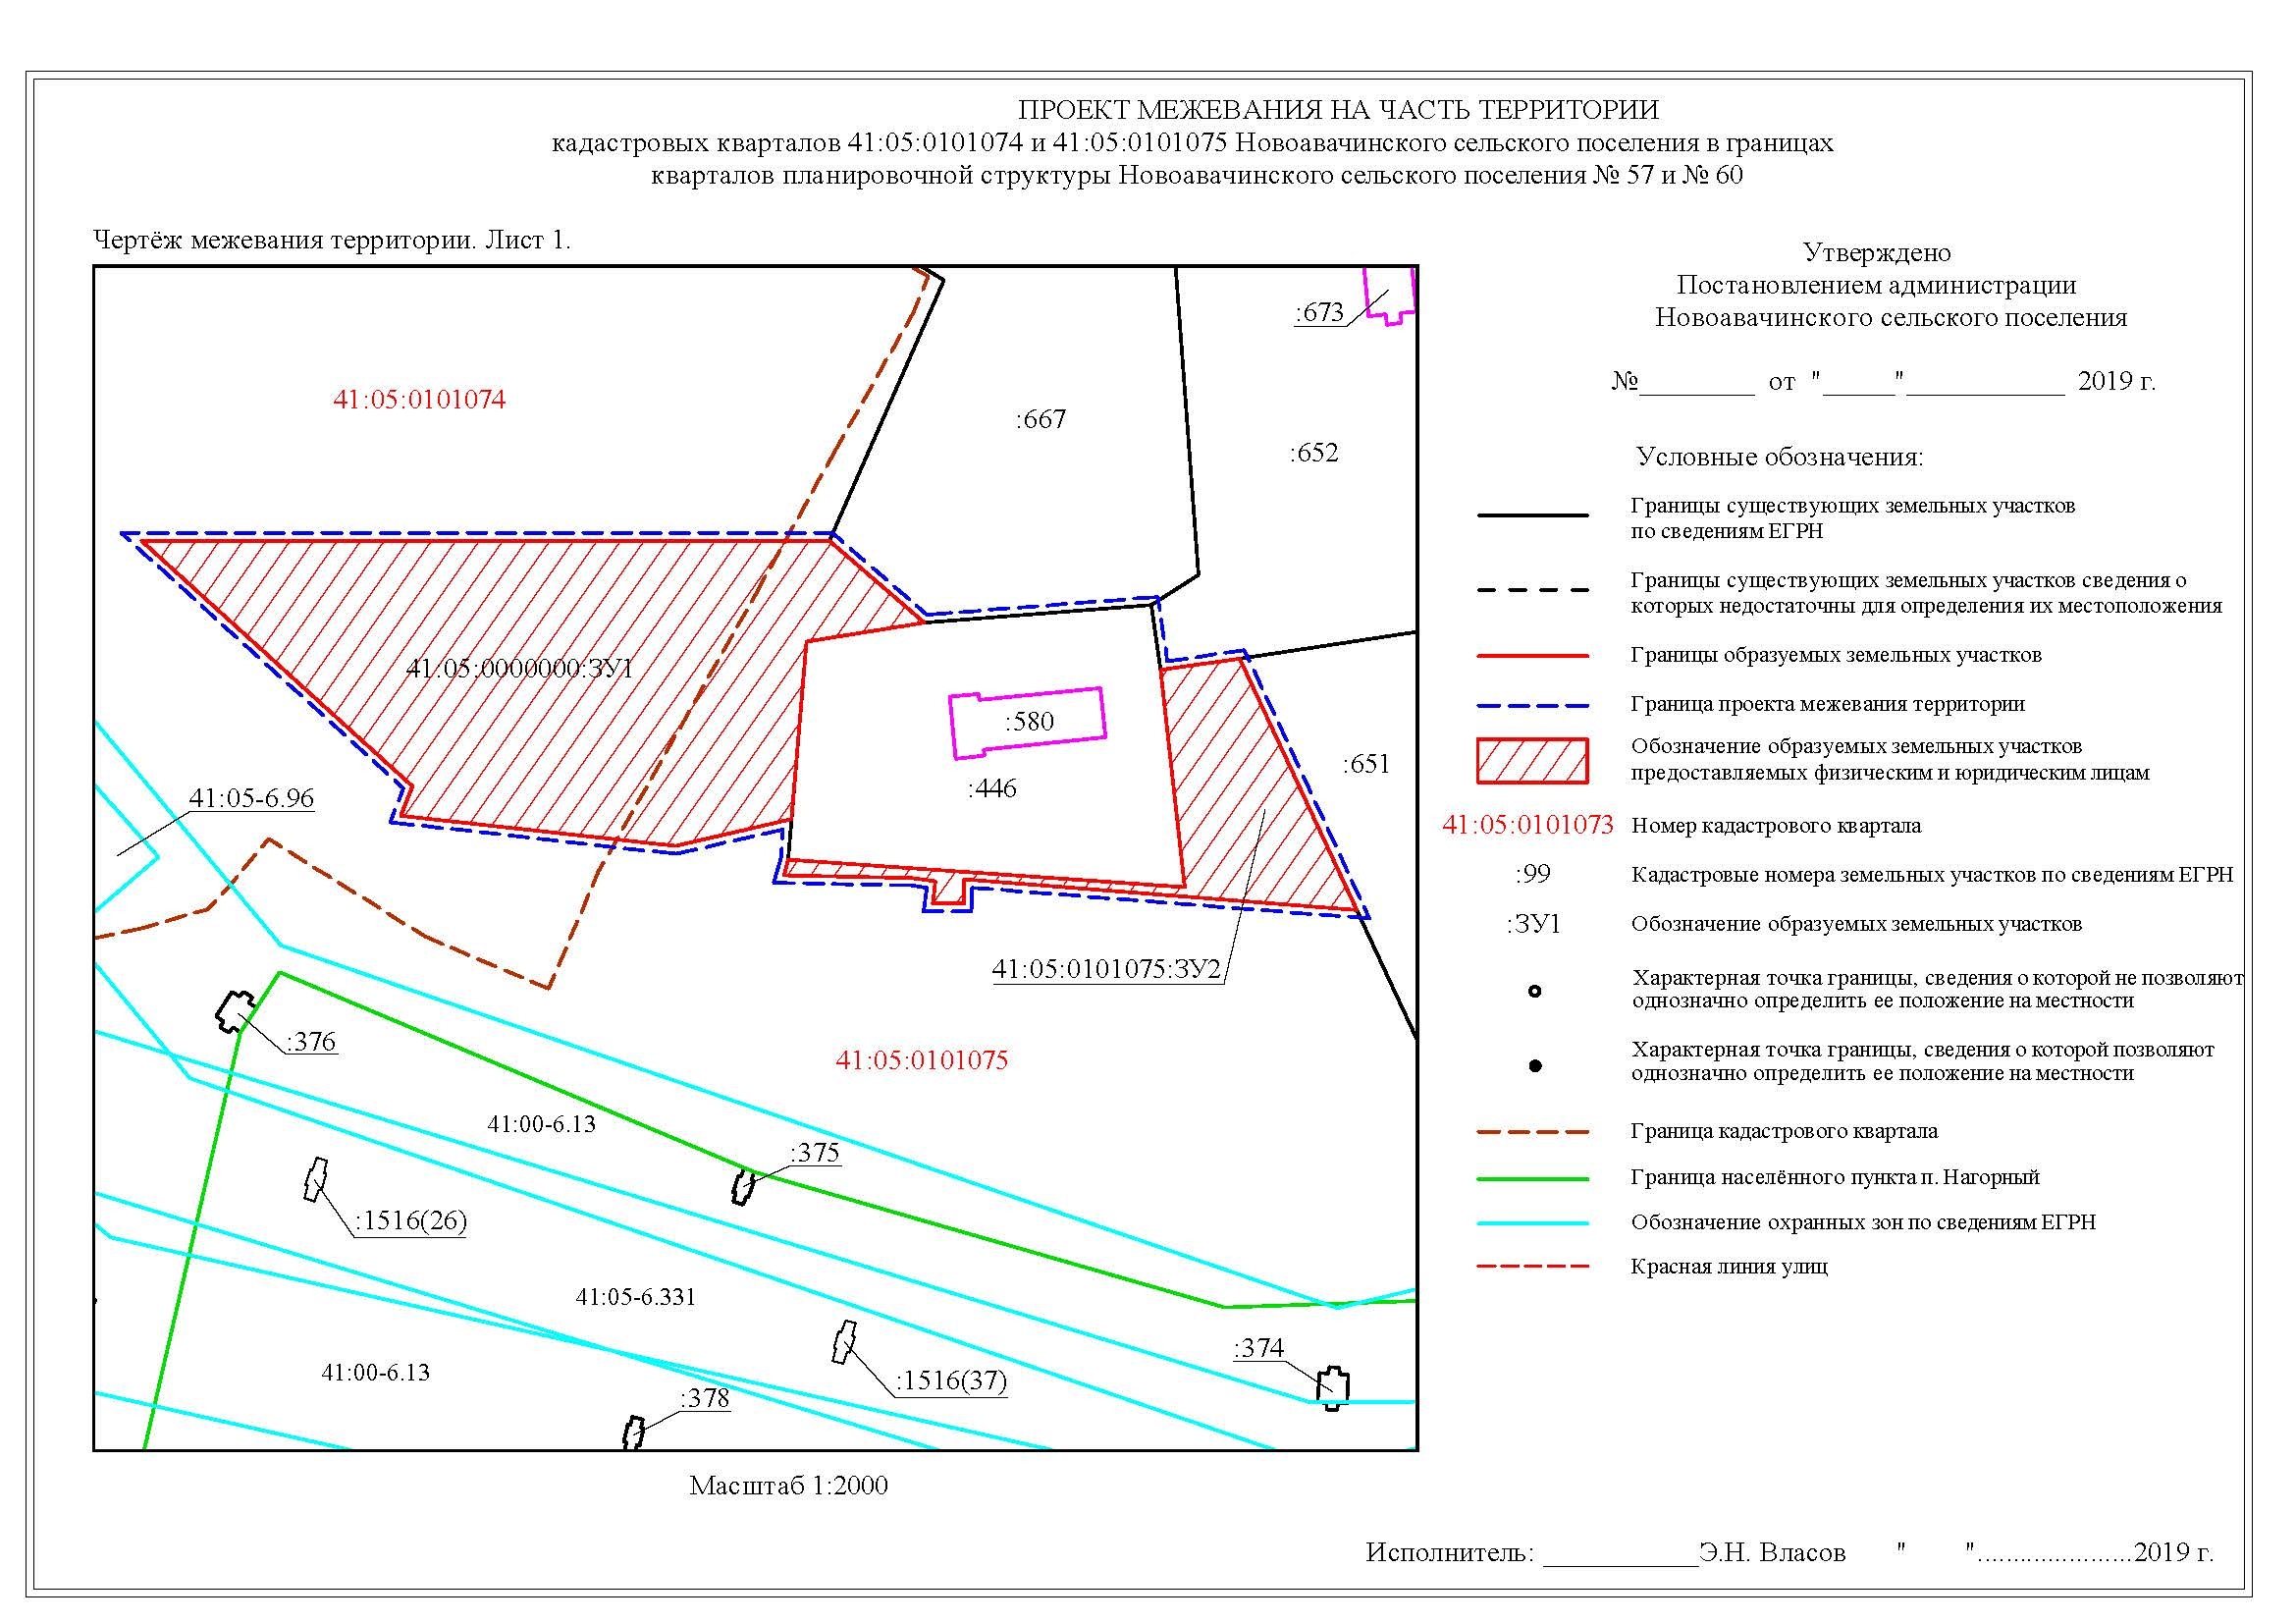 ПРОЕКТ МЕЖЕВАНИЯ НА ЧАСТЬ ТЕРРИТОРИИ
кадастровых кварталов 41:05:0101074 и 41:05:0101075 Новоавачинского сельского поселения в границах
кварталов планировочной структуры Новоавачинского сельского поселения № 57 и № 60
Чертёж межевания территории. Лист 1.
Утверждено
Постановлением администрации
Новоавачинского сельского поселения
№________ от "_____"___________ 2019 г.
:673
41:05:0101074
:667
:652
41:05:0000000:ЗУ1
:580
:446
:651
41:05-6.96
41:05:0101075:ЗУ2
:376
41:05:0101075
41:00-6.13
:375
:1516(26)
41:05-6.331
:374
41:00-6.13
:1516(37)
:378
Условные обозначения:
Границы существующих земельных участков
по сведениям ЕГРН
Границы существующих земельных участков сведения о
которых недостаточны для определения их местоположения
Границы образуемых земельных участков
Граница проекта межевания территории
Обозначение образуемых земельных участков
предоставляемых физическим и юридическим лицам
41:05:0101073 Номер кадастрового квартала
:99 Кадастровые номера земельных участков по сведениям ЕГРН
:ЗУ1 Обозначение образуемых земельных участков
Характерная точка границы, сведения о которой не позволяют
однозначно определить ее положение на местности
Характерная точка границы, сведения о которой позволяют
однозначно определить ее положение на местности
Граница кадастрового квартала
Граница населённого пункта п. Нагорный
Обозначение охранных зон по сведениям ЕГРН
Красная линия улиц
Масштаб 1:2000
Исполнитель: ___________Э.Н. Власов " "......................2019 г.